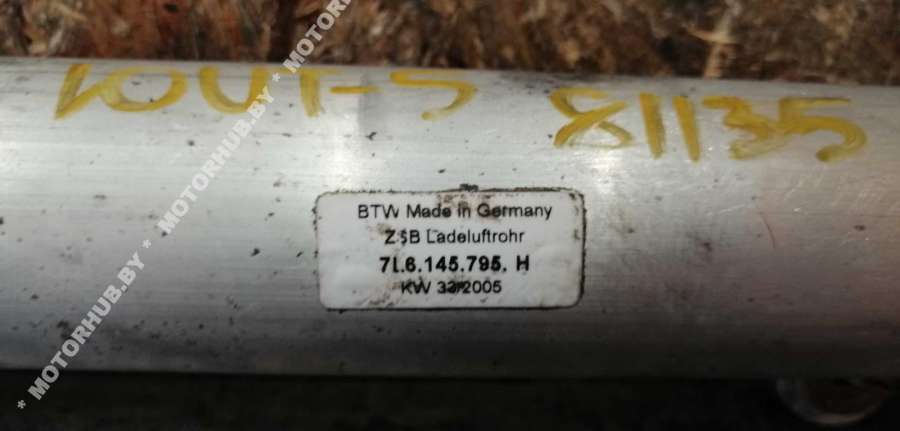 VOUT-5 81135
BTW Made in Germany
ZSB Ladeluftrohr
7L6.145.795. H
KW 33/2005
* MOTORHUB.BY * MOTORHUB.BY * MOTORHUB.BY